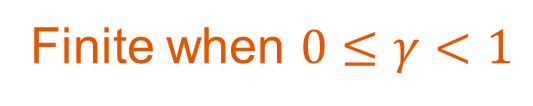 Finite when 0 ≤ γ < 1